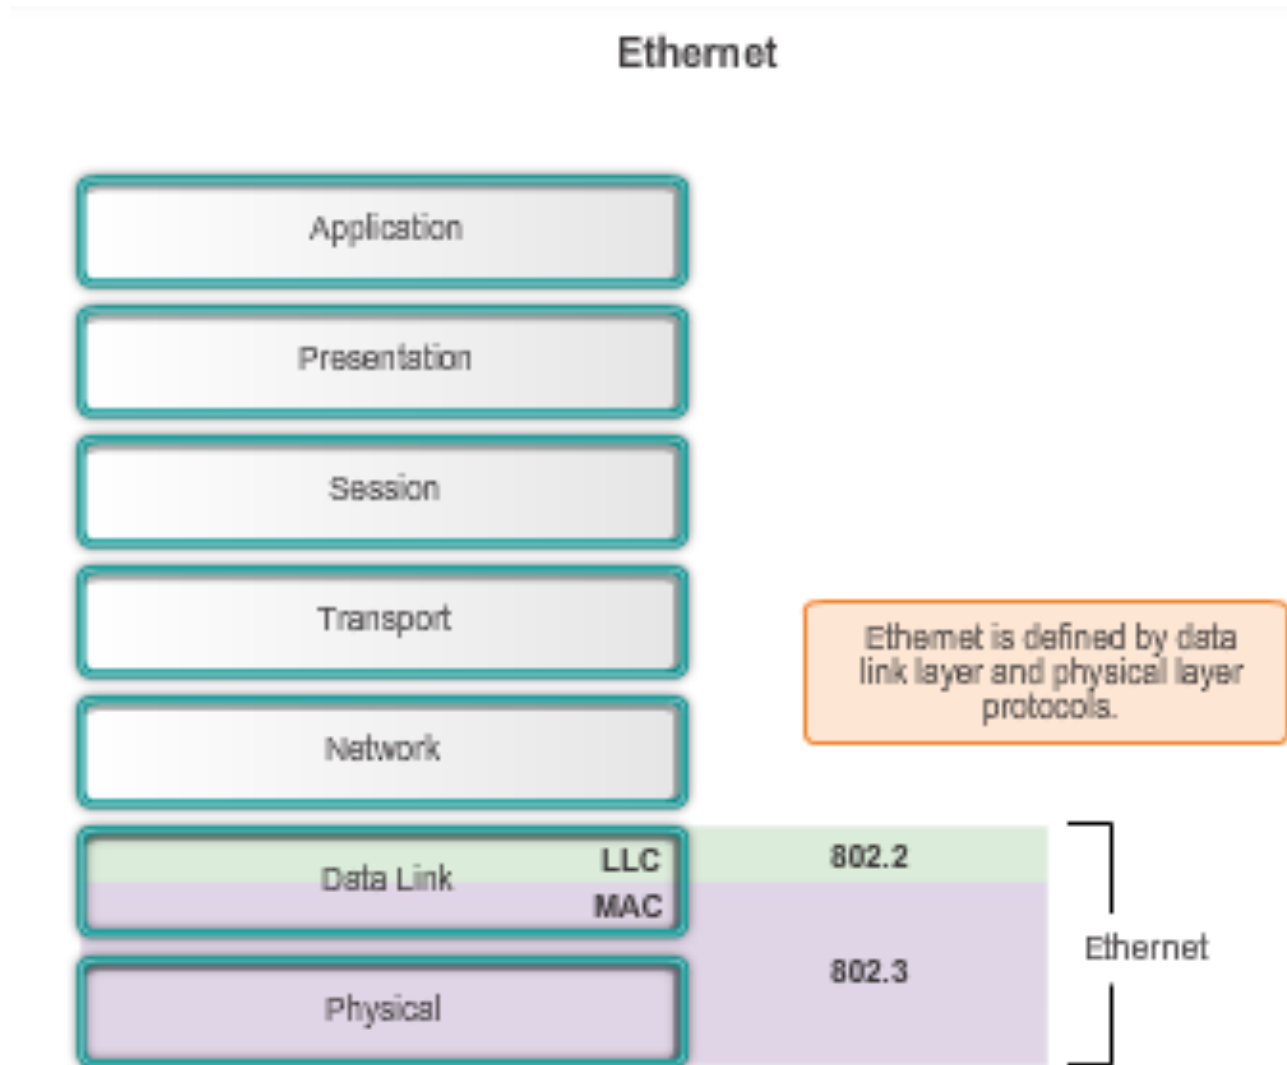 Ethernet
Application
Presentation
Session
Transport
Ethernet is defined by data
link layer and physical layer
protocols.
Network
Data Link
LLC
MAC
802.2
Ethernet
802.3
Physical